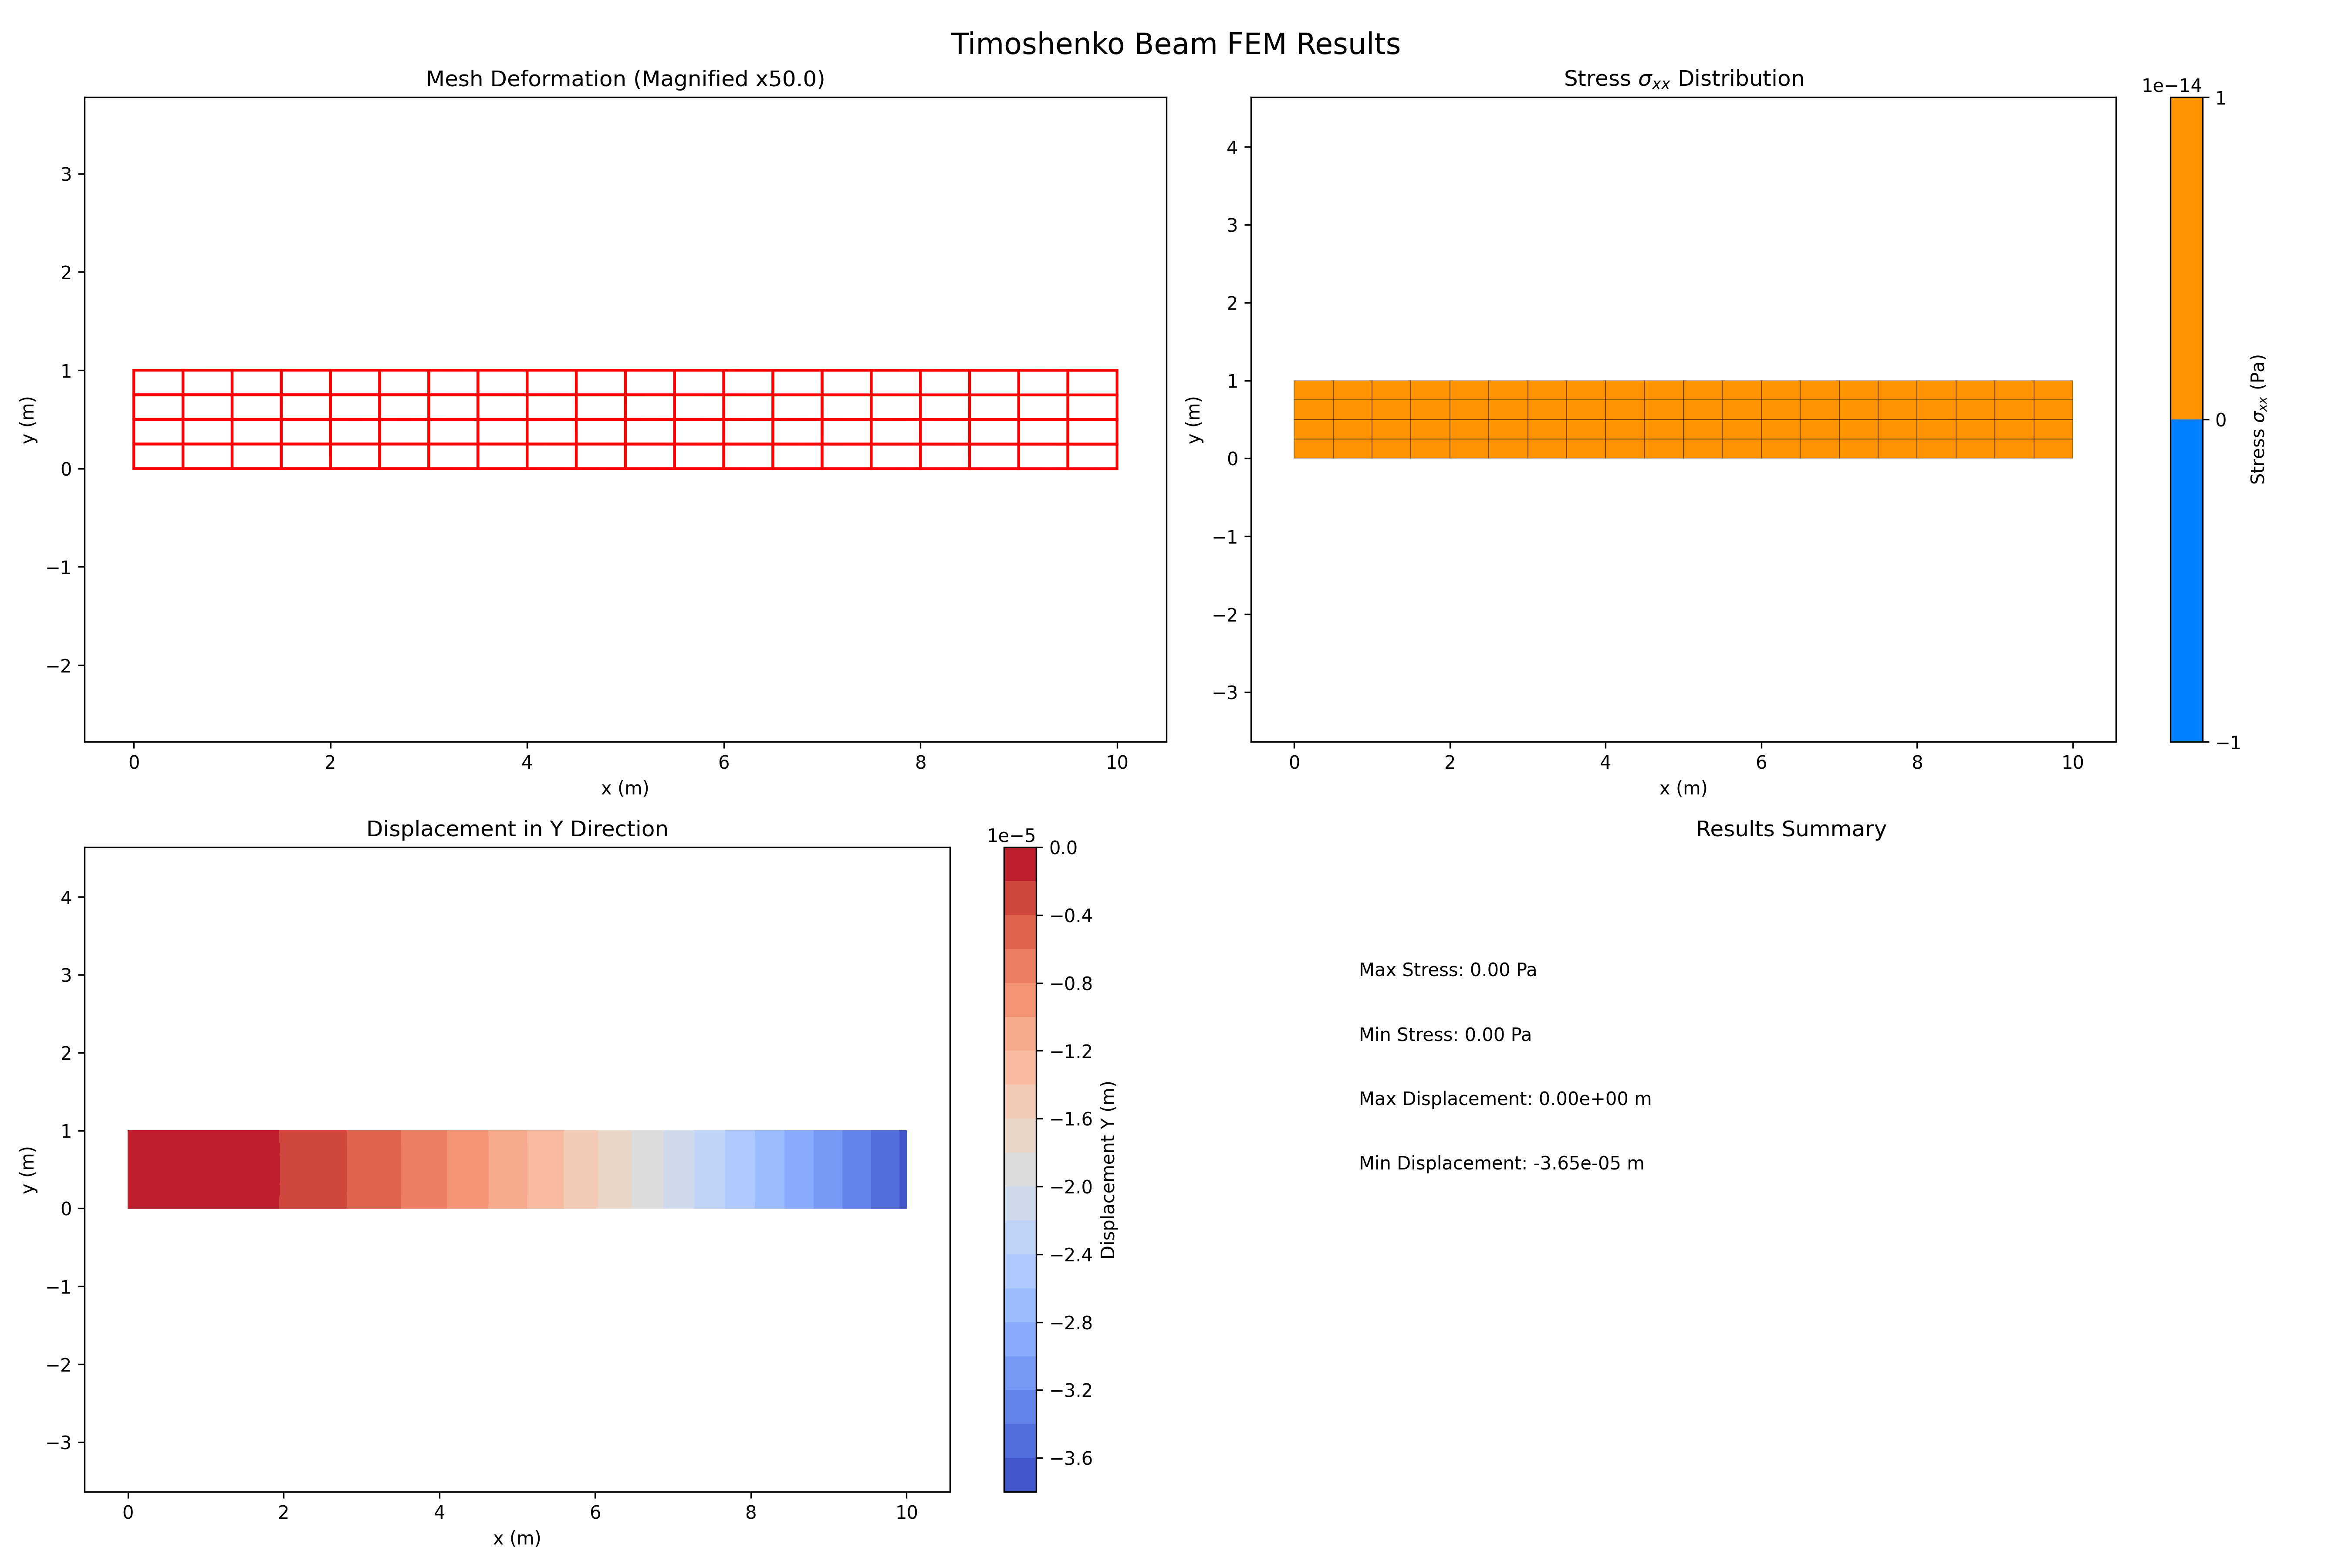 Timoshenko Beam FEM Results
Mesh Deformation (Magnified x50.0)
3
2
1
0
−1
−2
y (m)
0 2 4 6 8 10
x (m)
Stress σxx Distribution
4
3
2
1
0
−1
−2
−3
y (m)
0 2 4 6 8 10
x (m)
1e−14
1
0
−1
Stress σxx (Pa)
Displacement in Y Direction
4
3
2
1
0
−1
−2
−3
y (m)
0 2 4 6 8 10
x (m)
1e−5
0.0
−0.4
−0.8
−1.2
−1.6
−2.0
−2.4
−2.8
−3.2
−3.6
Displacement Y (m)
Results Summary
Max Stress: 0.00 Pa
Min Stress: 0.00 Pa
Max Displacement: 0.00e+00 m
Min Displacement: -3.65e-05 m